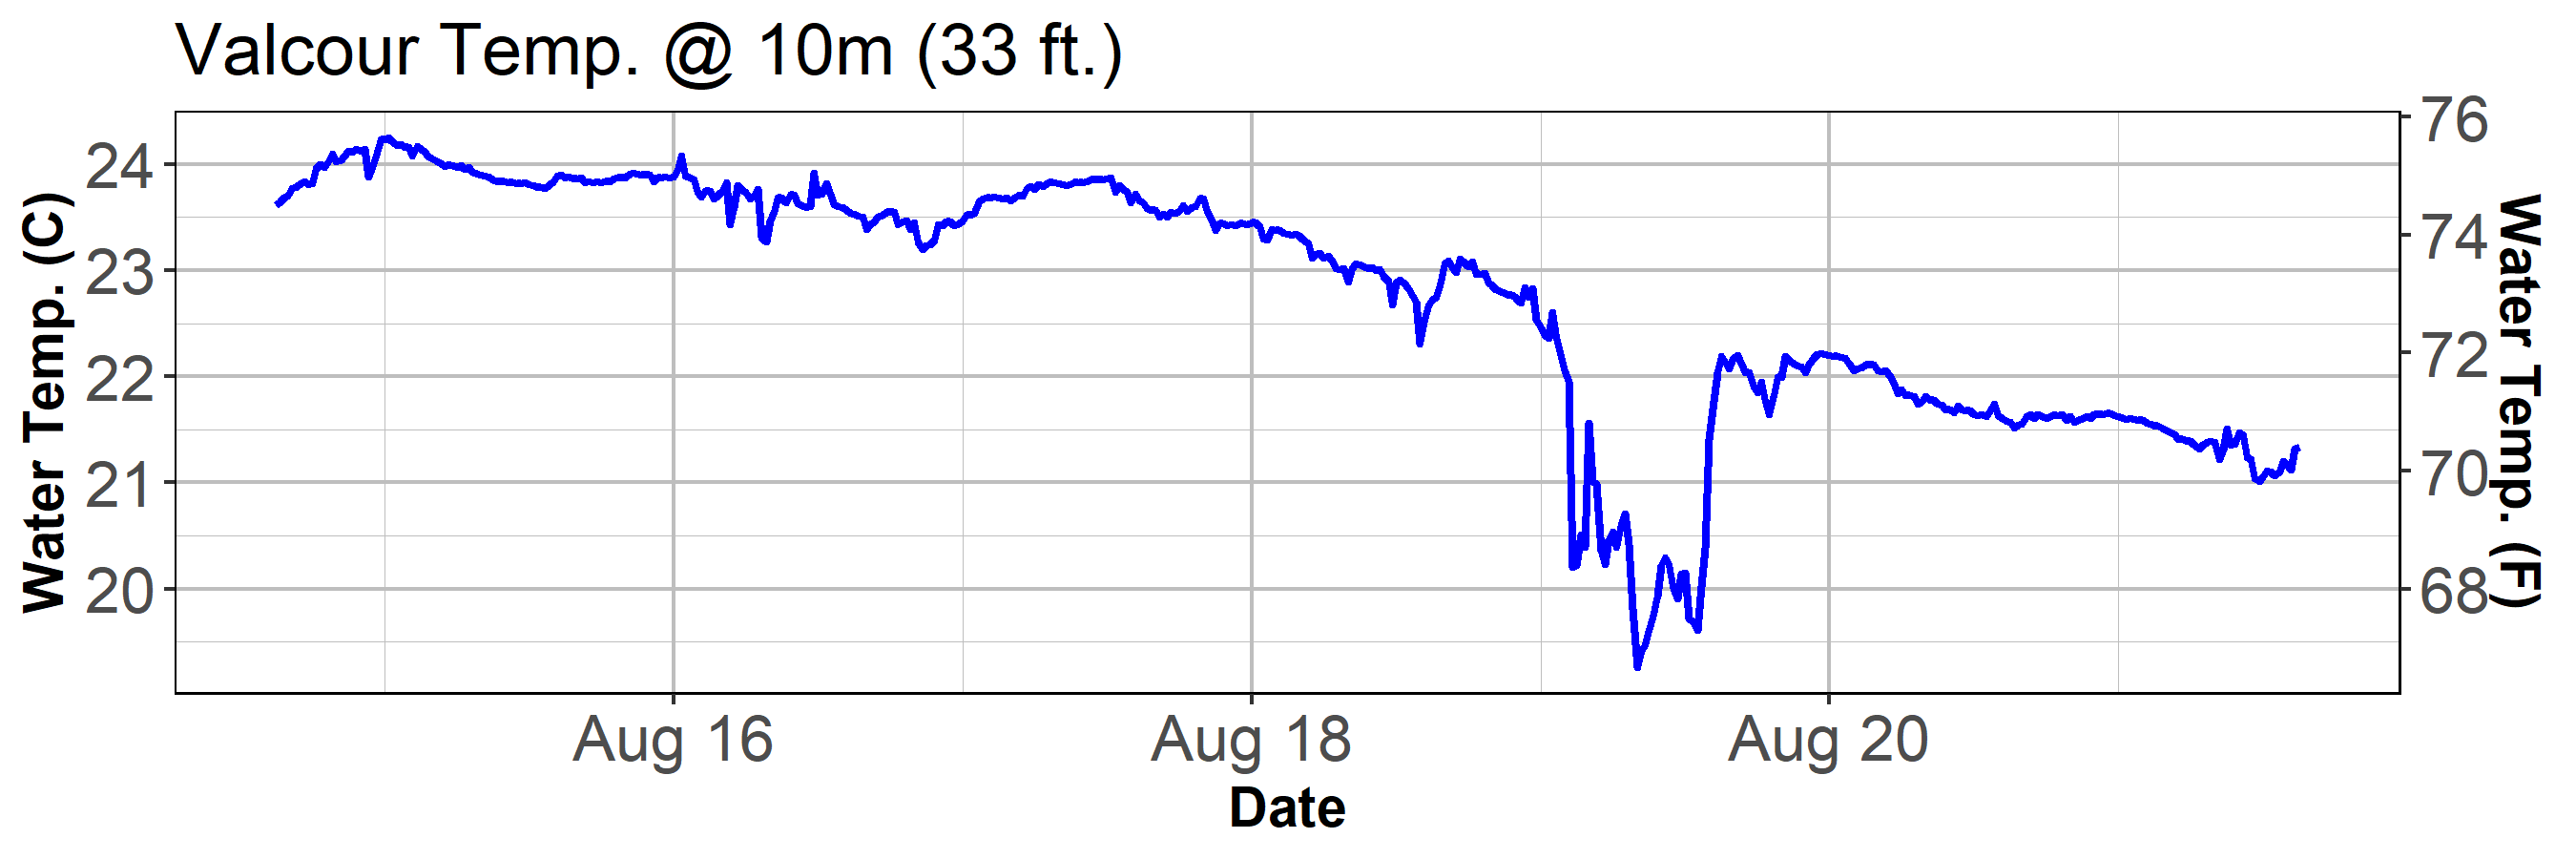 Valcour Temp. @ 10m (33 ft.)
Water Temp. (C)
24
23
22
21
20
76
74
72
70
68
Water Temp. (F)
Aug 16 Aug 18 Aug 20
Date